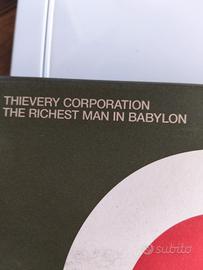 THIEVERY CORPORATION
THE RICHEST MAN IN BABYLON
subito